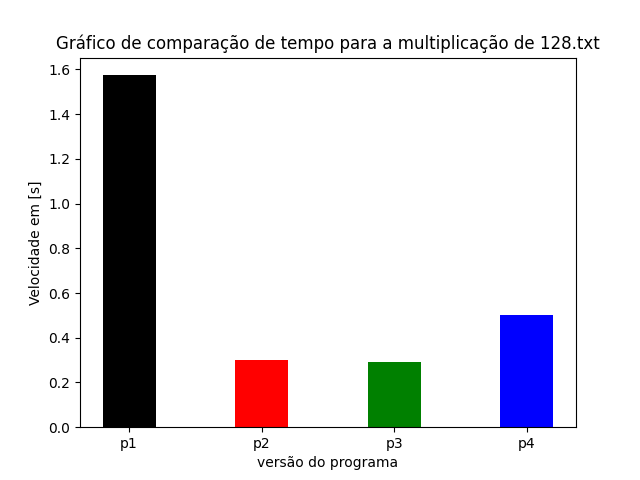 Gráfico de comparação de tempo para a multiplicação de 128.txt
1.6
1.4
1.2
1.0
0.8
0.6
0.4
0.2
0.0
Velocidade em [s]
p1 p2 p3 p4
versão do programa